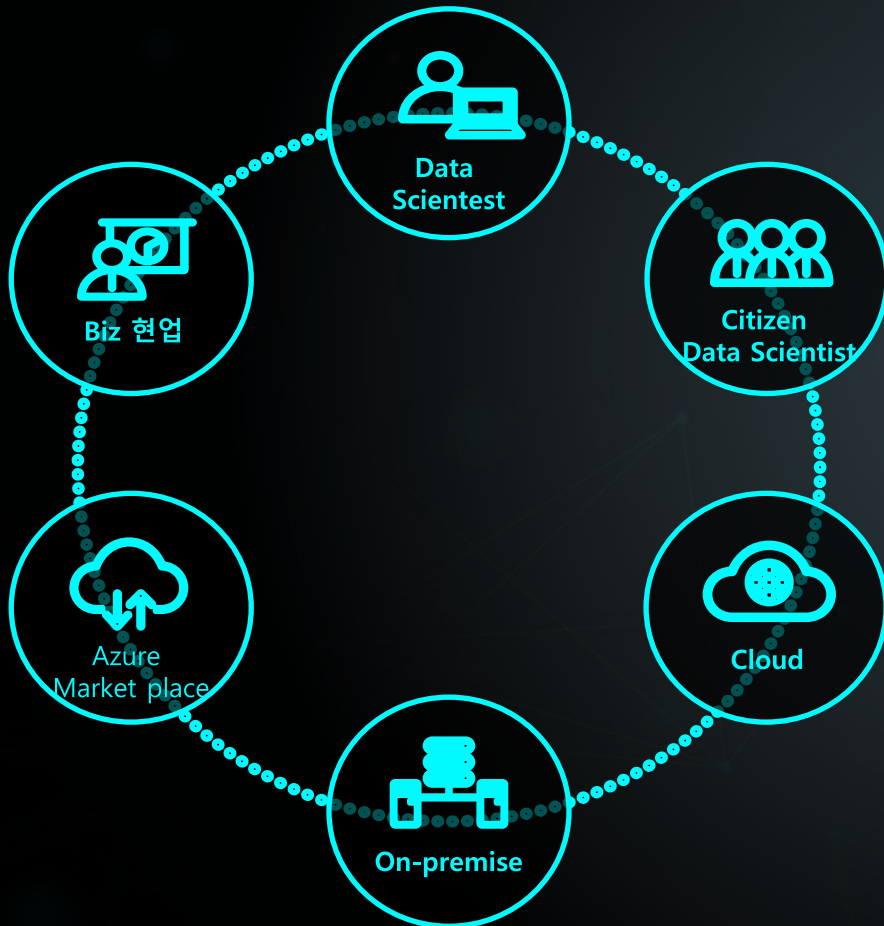 Data
Scientest
Biz 현업
Citizen
Data Scientist
Azure
Market place
Cloud
On-premise